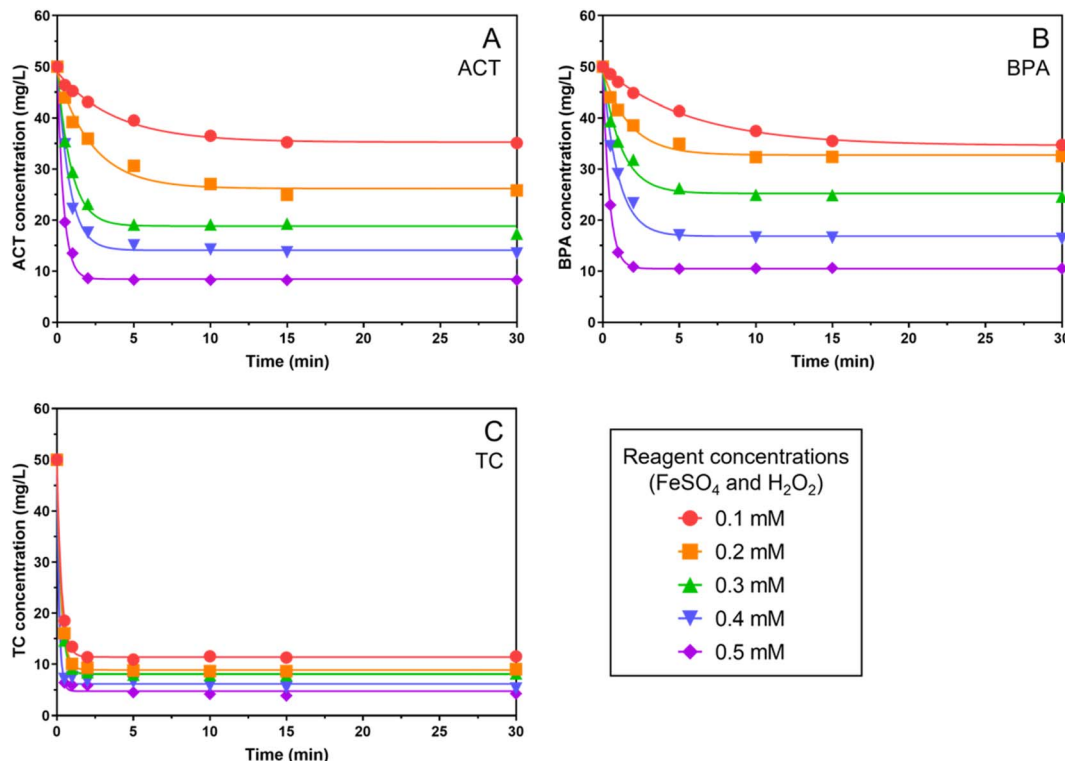 A
ACT
ACT concentration (mg/L)
60
50
40
30
20
10
0
0 5 10 15 20 25 30
Time (min)
B
BPA
BPA concentration (mg/L)
60
50
40
30
20
10
0
0 5 10 15 20 25 30
Time (min)
C
TC
TC concentration (mg/L)
60
50
40
30
20
10
0
0 5 10 15 20 25 30
Time (min)
Reagent concentrations
(FeSO₄ and H₂O₂)
0.1 mM
0.2 mM
0.3 mM
0.4 mM
0.5 mM